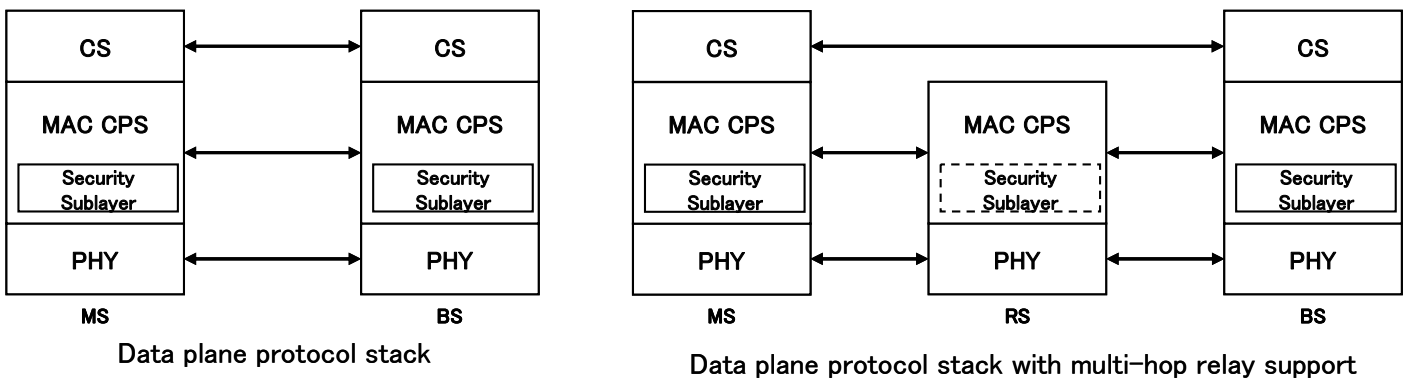 CS
MAC CPS
Security
Sublayer
PHY
MS
CS
MAC CPS
Security
Sublayer
PHY
BS
Data plane protocol stack
CS
MAC CPS
Security
Sublayer
PHY
MS
MAC CPS
Security
Sublayer
PHY
RS
CS
MAC CPS
Security
Sublayer
PHY
BS
Data plane protocol stack with multi-hop relay support